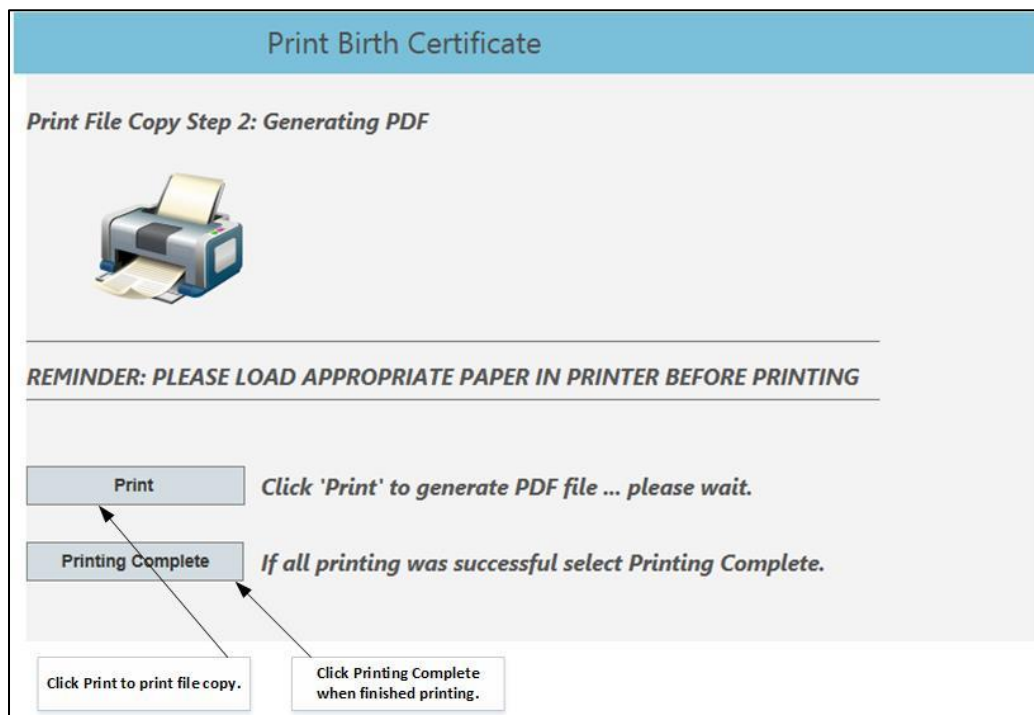 Print Birth Certificate
Print File Copy Step 2: Generating PDF
REMINDER: PLEASE LOAD APPROPRIATE PAPER IN PRINTER BEFORE PRINTING
Print
Click 'Print' to generate PDF file ... please wait.
Printing Complete
If all printing was successful select Printing Complete.
Click Print to print file copy.
Click Printing Complete
when finished printing.